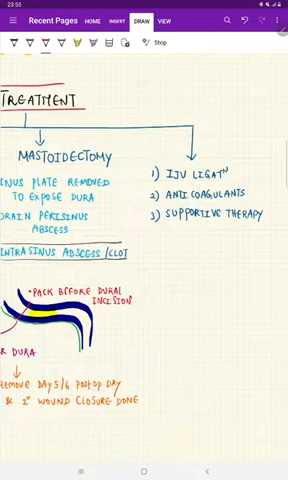 23:55
Recent Pages
HOME
INSERT
DRAW
VIEW
Stop
TREATMENT
MASTOIDECTOMY
INUS PLATE REMOVED
TO EXPOSE DURA
DRAIN PERISINUS
ABSCESS
INTRASINUS ABSCESS/CLOT
• PACK BEFORE DURAL
INCISION
& DURA
REMOVE DAY 5/6 POSTOP DAY
& 2° WOUND CLOSURE DONE
1) IJV LIGATⁿ
2) ANTICOAGULANTS
3) SUPPORTIVE THERAPY